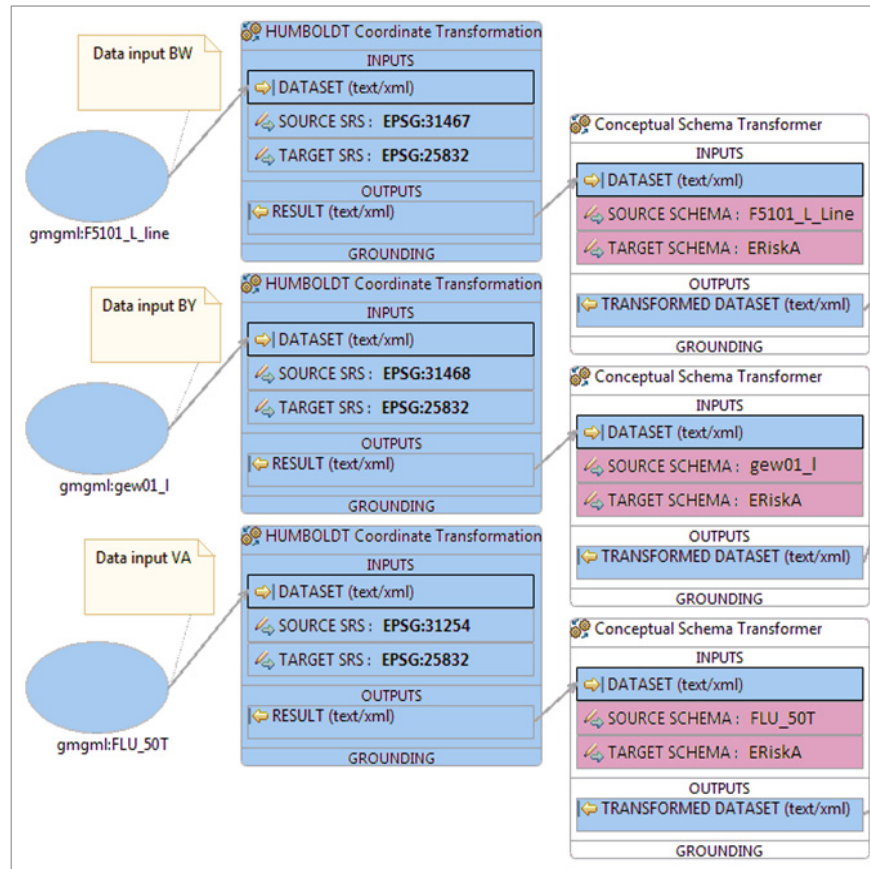 Data input BW
gmgml:F5101_L_line
HUMBOLDT Coordinate Transformation
INPUTS
DATASET (text/xml)
SOURCE SRS : EPSG:31467
TARGET SRS : EPSG:25832
OUTPUTS
RESULT (text/xml)
GROUNDING
Conceptual Schema Transformer
INPUTS
DATASET (text/xml)
SOURCE SCHEMA : F5101_L_Line
TARGET SCHEMA : ERiskA
OUTPUTS
TRANSFORMED DATASET (text/xml)
GROUNDING
Data input BY
gmgml:gew01_l
HUMBOLDT Coordinate Transformation
INPUTS
DATASET (text/xml)
SOURCE SRS : EPSG:31468
TARGET SRS : EPSG:25832
OUTPUTS
RESULT (text/xml)
GROUNDING
Conceptual Schema Transformer
INPUTS
DATASET (text/xml)
SOURCE SCHEMA : gew01_l
TARGET SCHEMA : ERiskA
OUTPUTS
TRANSFORMED DATASET (text/xml)
GROUNDING
Data input VA
gmgml:FLU_50T
HUMBOLDT Coordinate Transformation
INPUTS
DATASET (text/xml)
SOURCE SRS : EPSG:31254
TARGET SRS : EPSG:25832
OUTPUTS
RESULT (text/xml)
GROUNDING
Conceptual Schema Transformer
INPUTS
DATASET (text/xml)
SOURCE SCHEMA : FLU_50T
TARGET SCHEMA : ERiskA
OUTPUTS
TRANSFORMED DATASET (text/xml)
GROUNDING